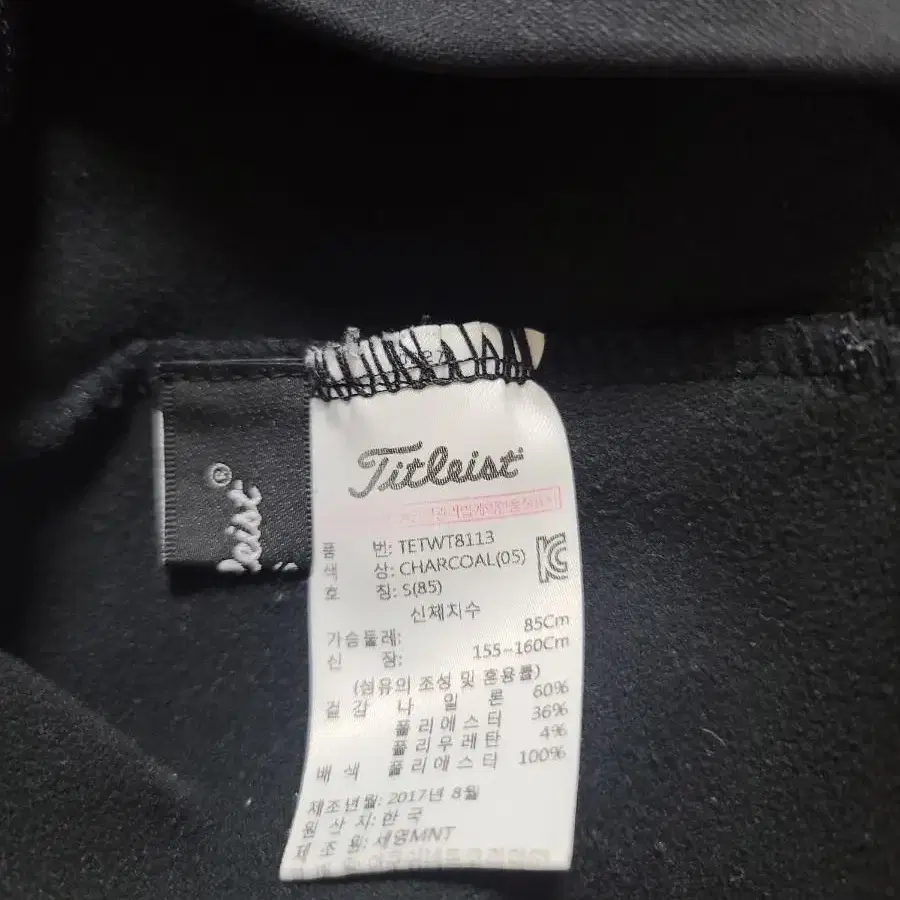 Titleist
품 번: TETWT8113
색 상: CHARCOAL(05)
호 칭: S(85)
신체치수
가슴둘레: 85Cm
신 장: 155~160Cm
(섬유의 조성 및 혼용률)
겉감 나 일 론 60%
폴리에스터 36%
폴리우레탄 4%
배 색 폴리에스터 100%
제조년월: 2017년 8월
원 산 지: 한 국
제 조 원: 세영MNT
leist®